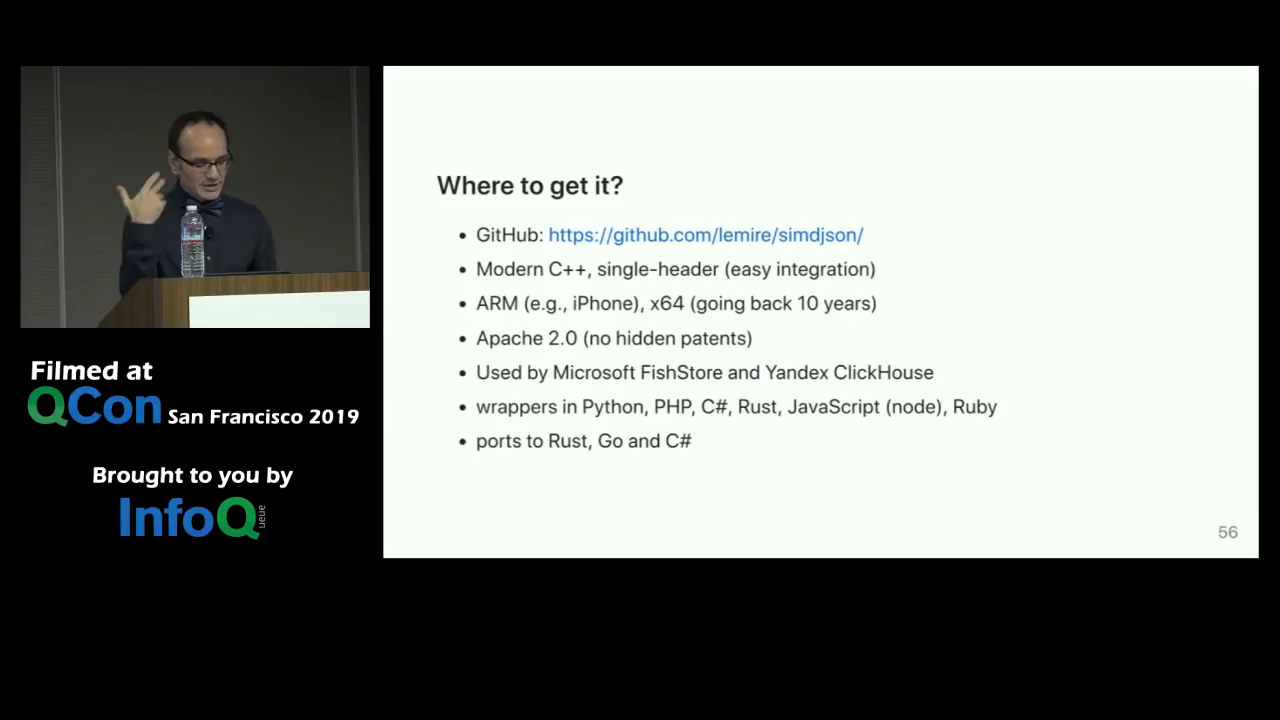 Where to get it?
• GitHub: https://github.com/lemire/simdjson/
• Modern C++, single-header (easy integration)
• ARM (e.g., iPhone), x64 (going back 10 years)
• Apache 2.0 (no hidden patents)
• Used by Microsoft FishStore and Yandex ClickHouse
• wrappers in Python, PHP, C#, Rust, JavaScript (node), Ruby
• ports to Rust, Go and C#
56
Filmed at
QCon San Francisco 2019
Brought to you by
InfoQueue